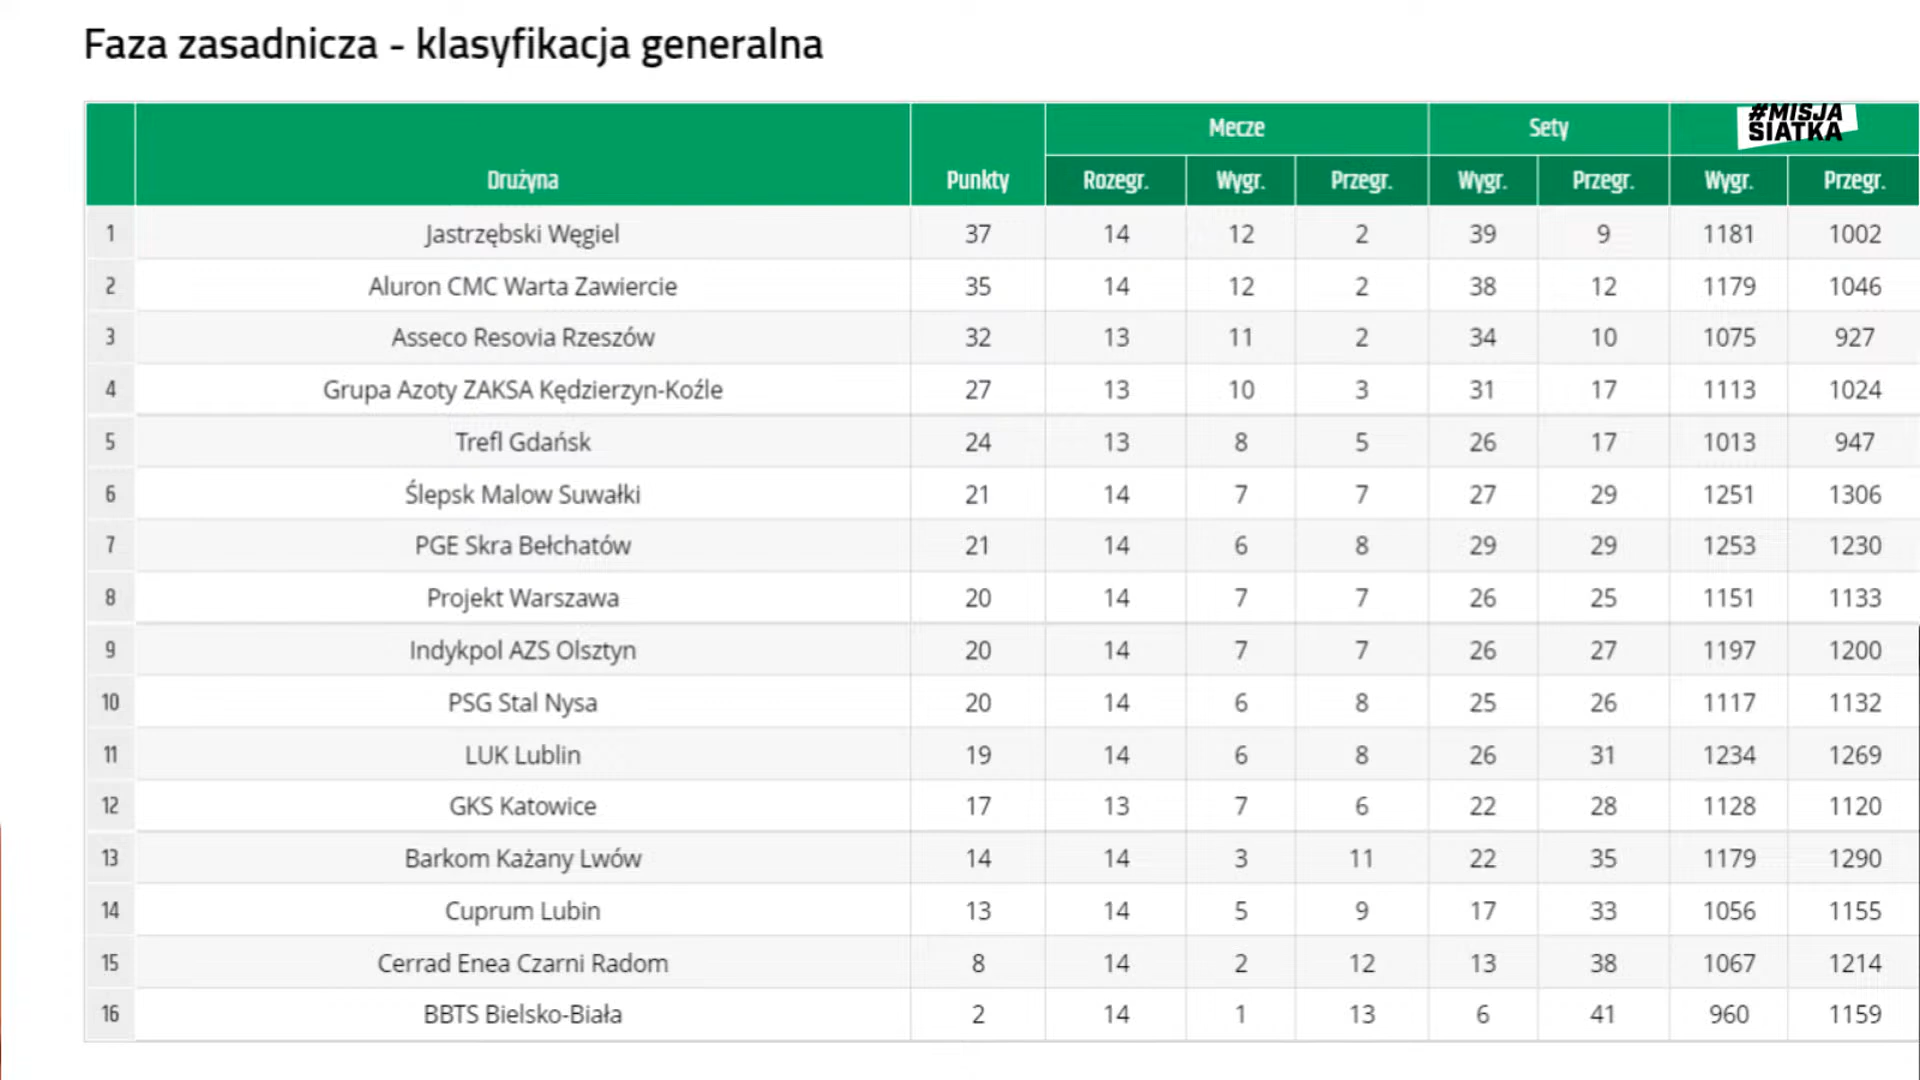 Faza zasadnicza - klasyfikacja generalna
Mecze Sety #MISJA SIATKA
Drużyna Punkty Rozegr. Wygr. Przegr. Wygr. Przegr. Wygr. Przegr.
1 Jastrzębski Węgiel 37 14 12 2 39 9 1181 1002
2 Aluron CMC Warta Zawiercie 35 14 12 2 38 12 1179 1046
3 Asseco Resovia Rzeszów 32 13 11 2 34 10 1075 927
4 Grupa Azoty ZAKSA Kędzierzyn-Koźle 27 13 10 3 31 17 1113 1024
5 Trefl Gdańsk 24 13 8 5 26 17 1013 947
6 Ślepsk Malow Suwałki 21 14 7 7 27 29 1251 1306
7 PGE Skra Bełchatów 21 14 6 8 29 29 1253 1230
8 Projekt Warszawa 20 14 7 7 26 25 1151 1133
9 Indykpol AZS Olsztyn 20 14 7 7 26 27 1197 1200
10 PSG Stal Nysa 20 14 6 8 25 26 1117 1132
11 LUK Lublin 19 14 6 8 26 31 1234 1269
12 GKS Katowice 17 13 7 6 22 28 1128 1120
13 Barkom Każany Lwów 14 14 3 11 22 35 1179 1290
14 Cuprum Lubin 13 14 5 9 17 33 1056 1155
15 Cerrad Enea Czarni Radom 8 14 2 12 13 38 1067 1214
16 BBTS Bielsko-Biała 2 14 1 13 6 41 960 1159